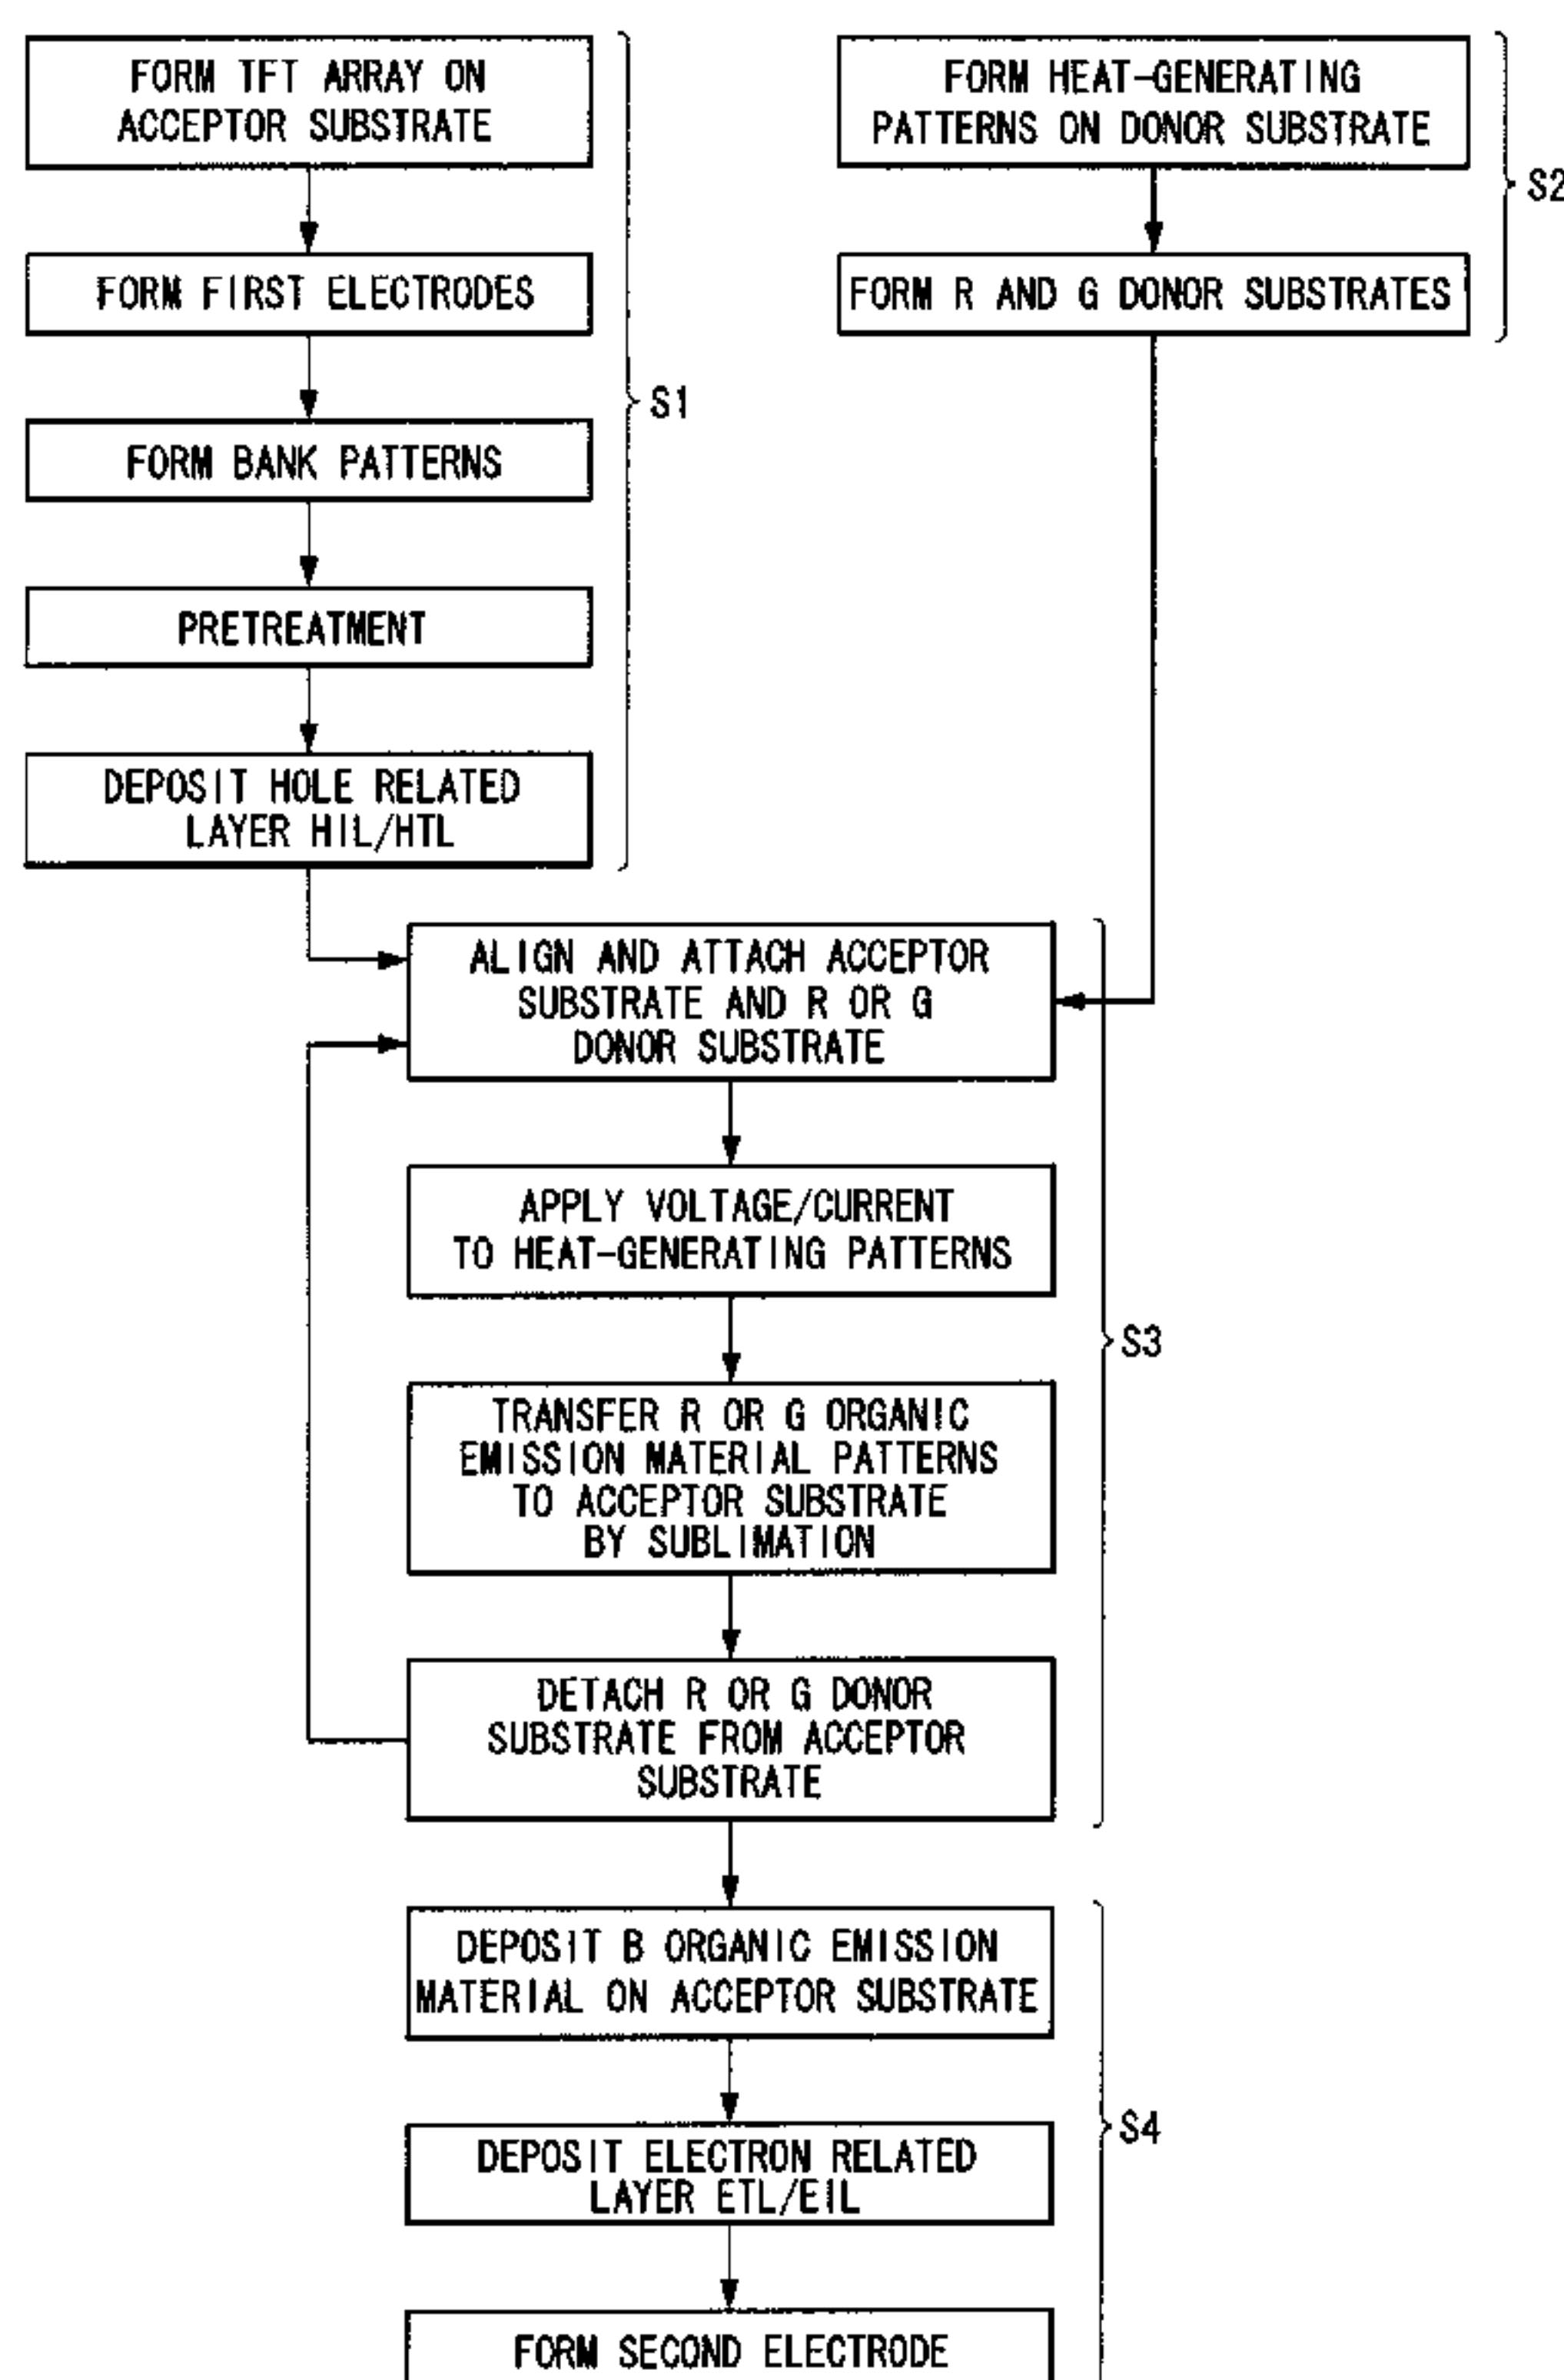 FORM TFT ARRAY ON
ACCEPTOR SUBSTRATE
FORM FIRST ELECTRODES
FORM BANK PATTERNS
PRETREATMENT
DEPOSIT HOLE RELATED
LAYER HIL/HTL
S1
FORM HEAT-GENERATING
PATTERNS ON DONOR SUBSTRATE
FORM R AND G DONOR SUBSTRATES
S2
ALIGN AND ATTACH ACCEPTOR
SUBSTRATE AND R OR G
DONOR SUBSTRATE
APPLY VOLTAGE/CURRENT
TO HEAT-GENERATING PATTERNS
TRANSFER R OR G ORGANIC
EMISSION MATERIAL PATTERNS
TO ACCEPTOR SUBSTRATE
BY SUBLIMATION
DETACH R OR G DONOR
SUBSTRATE FROM ACCEPTOR
SUBSTRATE
S3
DEPOSIT B ORGANIC EMISSION
MATERIAL ON ACCEPTOR SUBSTRATE
DEPOSIT ELECTRON RELATED
LAYER ETL/EIL
FORM SECOND ELECTRODE
S4